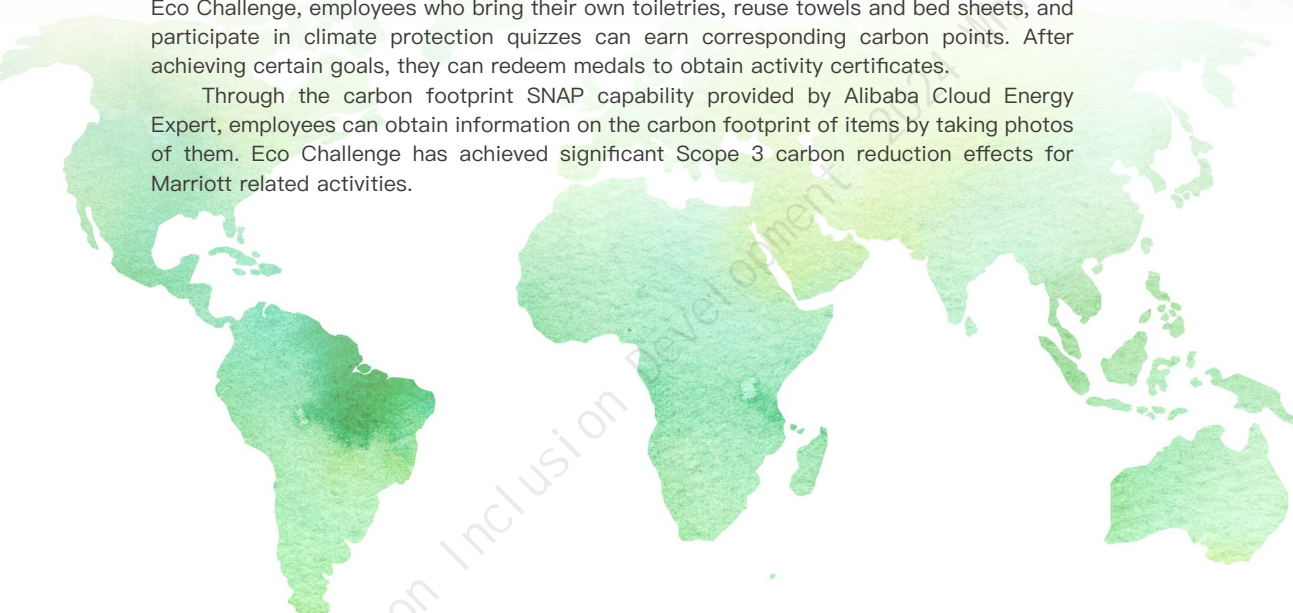 Eco Challenge, employees who bring their own toiletries, reuse towels and bed sheets, and
participate in climate protection quizzes can earn corresponding carbon points. After
achieving certain goals, they can redeem medals to obtain activity certificates.
Through the carbon footprint SNAP capability provided by Alibaba Cloud Energy
Expert, employees can obtain information on the carbon footprint of items by taking photos
of them. Eco Challenge has achieved significant Scope 3 carbon reduction effects for
Marriott related activities.
on Inclusion Development 2024